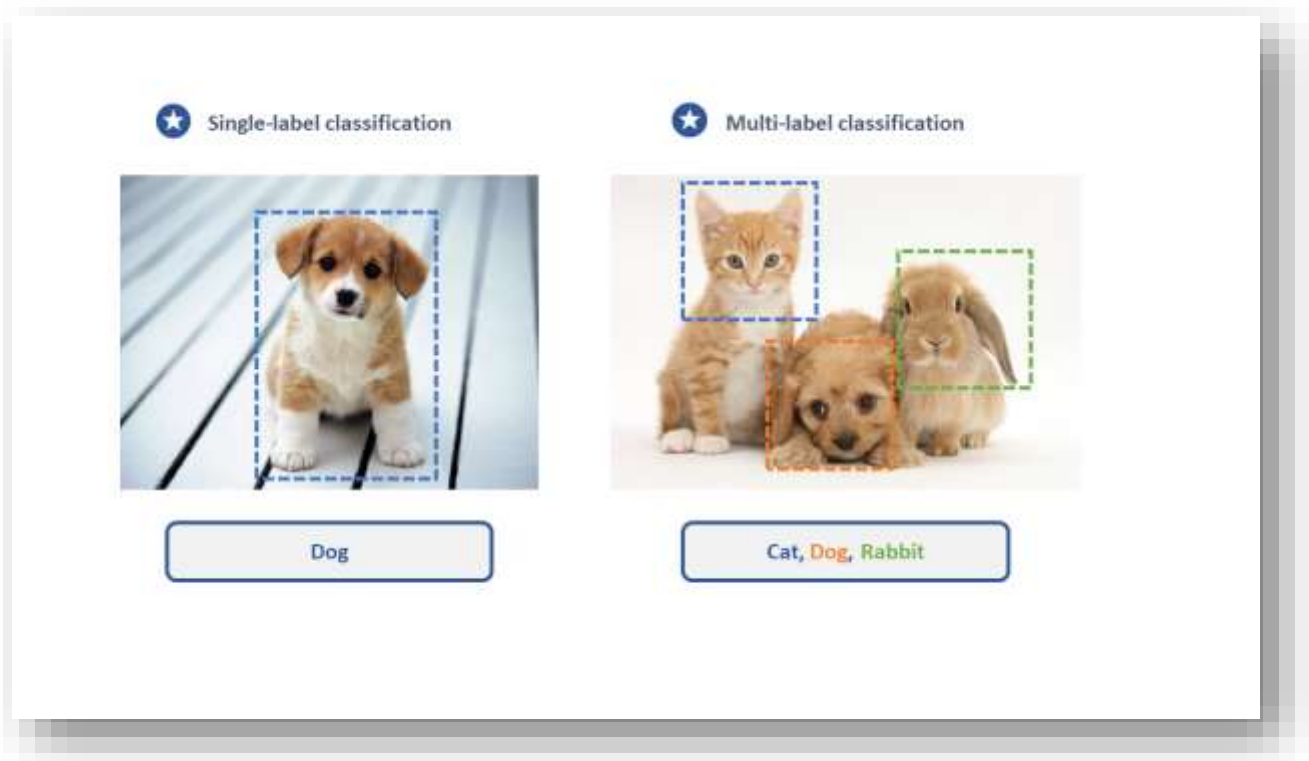 Single-label classification
Multi-label classification
Dog
Cat, Dog, Rabbit